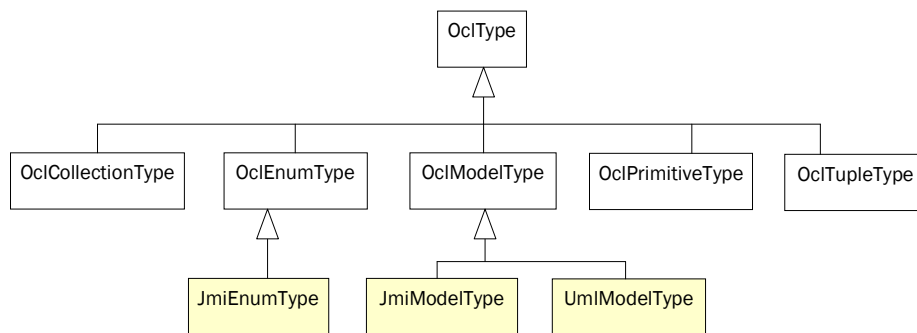 OclType
OclCollectionType
OclEnumType
OclModelType
OclPrimitiveType
OclTupleType
JmiEnumType
JmiModelType
UmlModelType